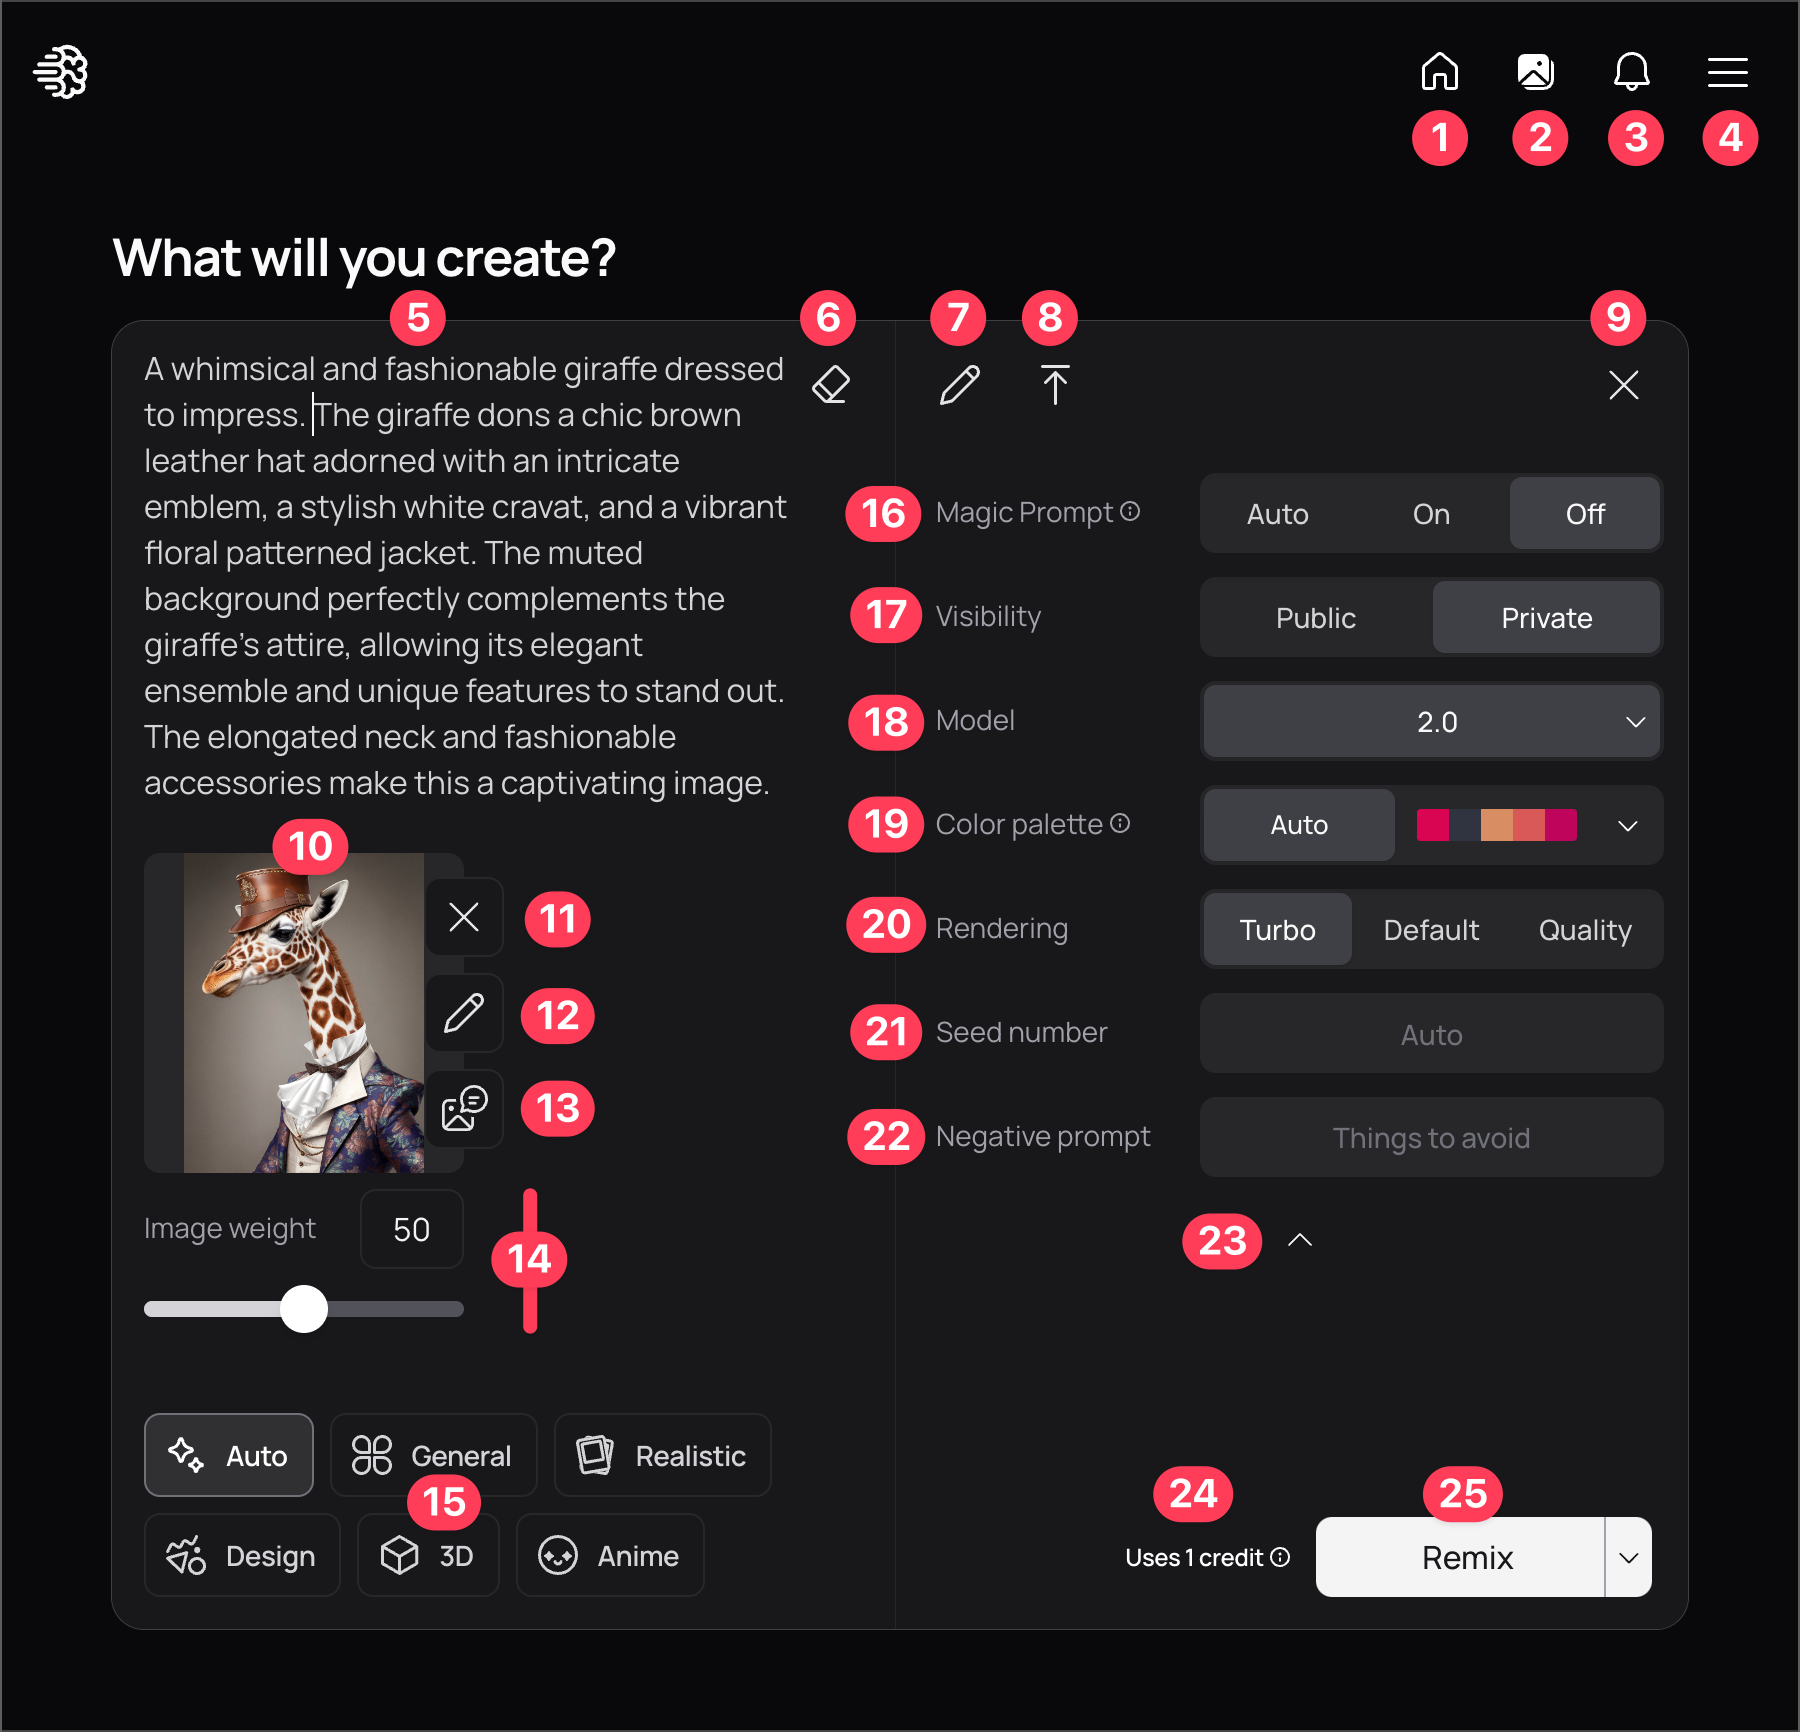 1
2
3
4
What will you create?
5
6
7
8
9
A whimsical and fashionable giraffe dressed
to impress. The giraffe dons a chic brown
leather hat adorned with an intricate
emblem, a stylish white cravat, and a vibrant
floral patterned jacket. The muted
background perfectly complements the
giraffe’s attire, allowing its elegant
ensemble and unique features to stand out.
The elongated neck and fashionable
accessories make this a captivating image.
10
11
12
13
Image weight 50
14
Auto General Realistic
15
Design 3D Anime
16 Magic Prompt Auto On Off
17 Visibility Public Private
18 Model 2.0
19 Color palette Auto
20 Rendering Turbo Default Quality
21 Seed number Auto
22 Negative prompt Things to avoid
23
24
25
Uses 1 credit Remix